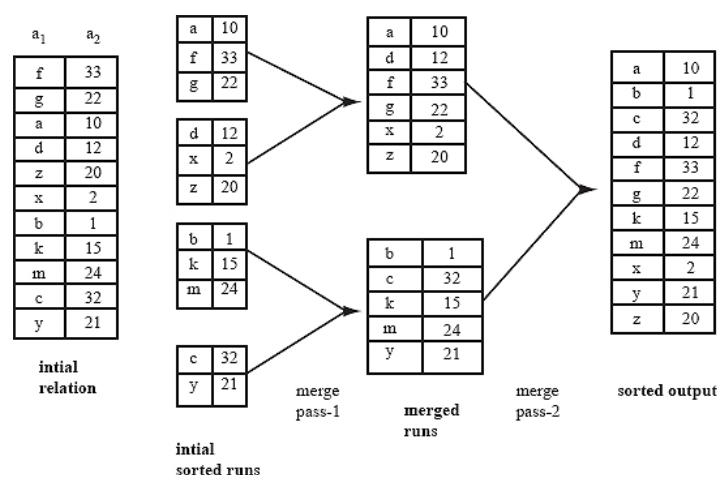 a1 a2
f 33
g 22
a 10
d 12
z 20
x 2
b 1
k 15
m 24
c 32
y 21
intial
relation
a 10
f 33
g 22
d 12
x 2
z 20
b 1
k 15
m 24
c 32
y 21
intial
sorted runs
merge
pass-1
a 10
d 12
f 33
g 22
x 2
z 20
b 1
c 32
k 15
m 24
y 21
merged
runs
merge
pass-2
a 10
b 1
c 32
d 12
f 33
g 22
k 15
m 24
x 2
y 21
z 20
sorted output